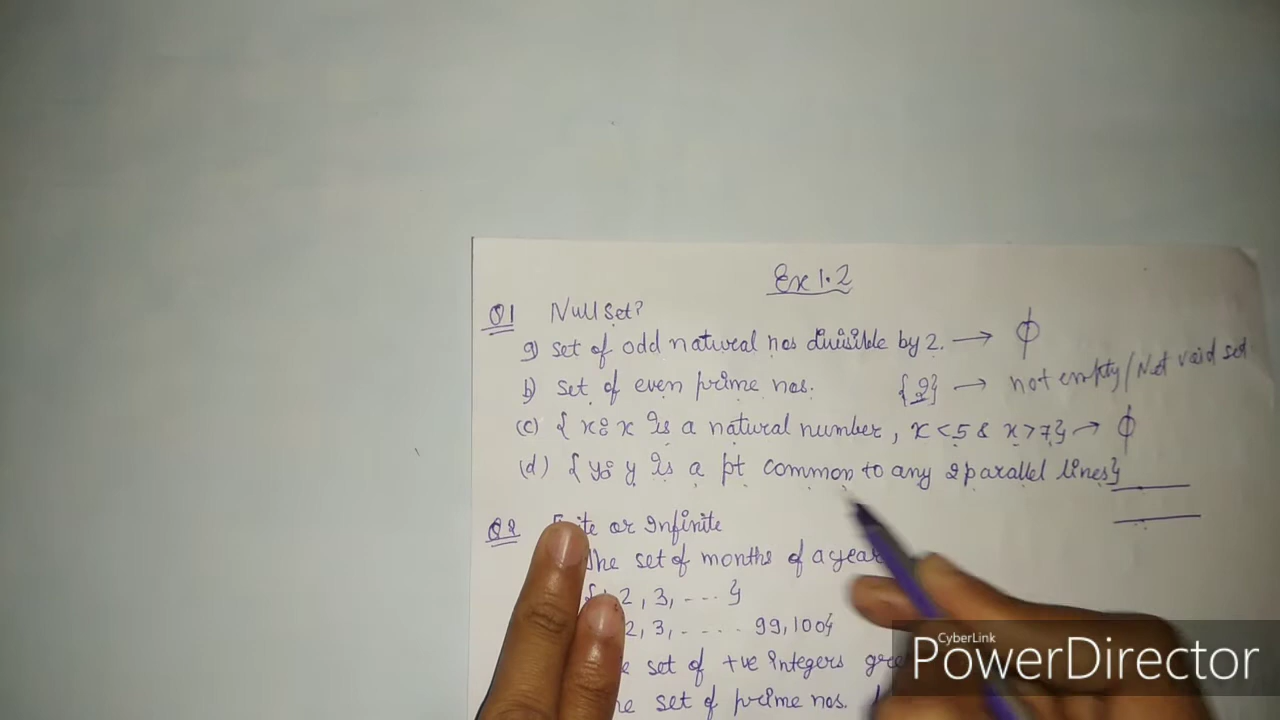 Ex 1.2
Q1 Null set?
a) set of odd natural nos divisible by 2. → ϕ
b) set of even prime nos. {2} → not empty/Not void set
(c) { x: x is a natural number, x < 5 & x > 7} → ϕ
(d) { y: y is a pt common to any 2 parallel lines}
Q2 or Infinite
The set of months of a year
2, 3, ---- }
2, 3, ----- 99, 100}
set of +ve integers
set of prime nos.
CyberLink
PowerDirector